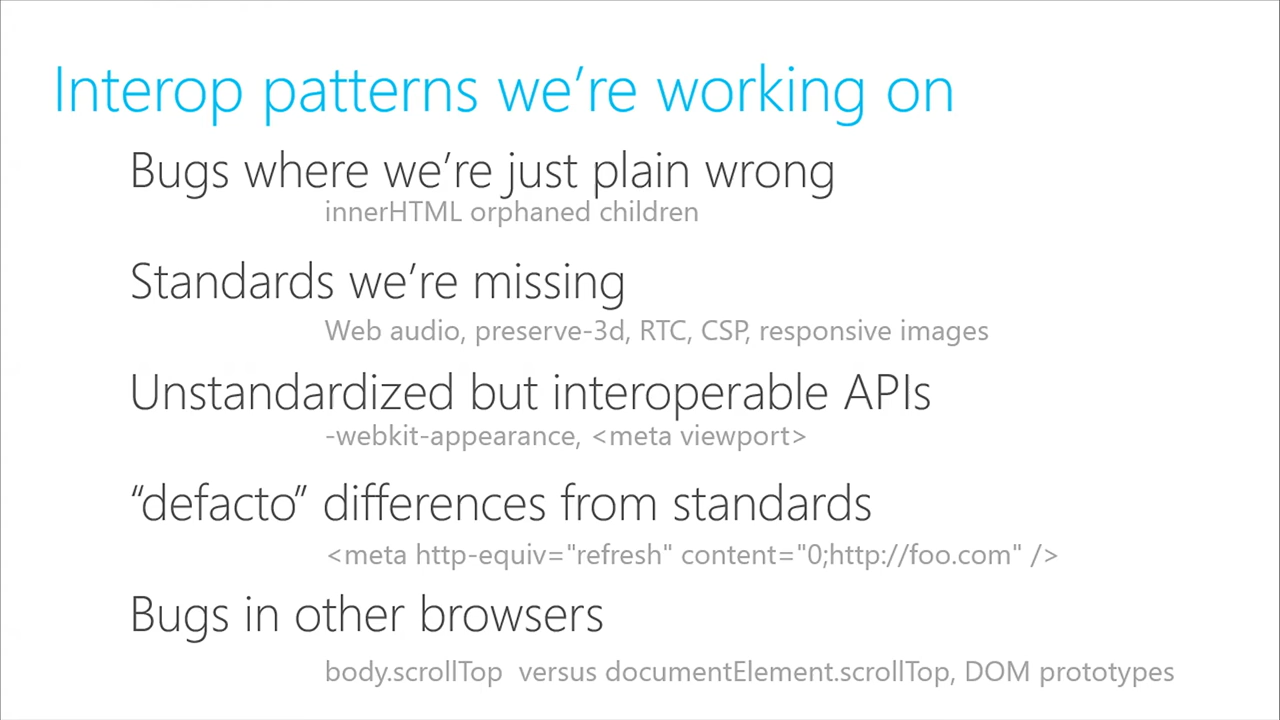 Interop patterns we’re working on
Bugs where we’re just plain wrong
innerHTML orphaned children
Standards we’re missing
Web audio, preserve-3d, RTC, CSP, responsive images
Unstandardized but interoperable APIs
-webkit-appearance, <meta viewport>
“defacto” differences from standards
<meta http-equiv="refresh" content="0;http://foo.com" />
Bugs in other browsers
body.scrollTop  versus documentElement.scrollTop, DOM prototypes